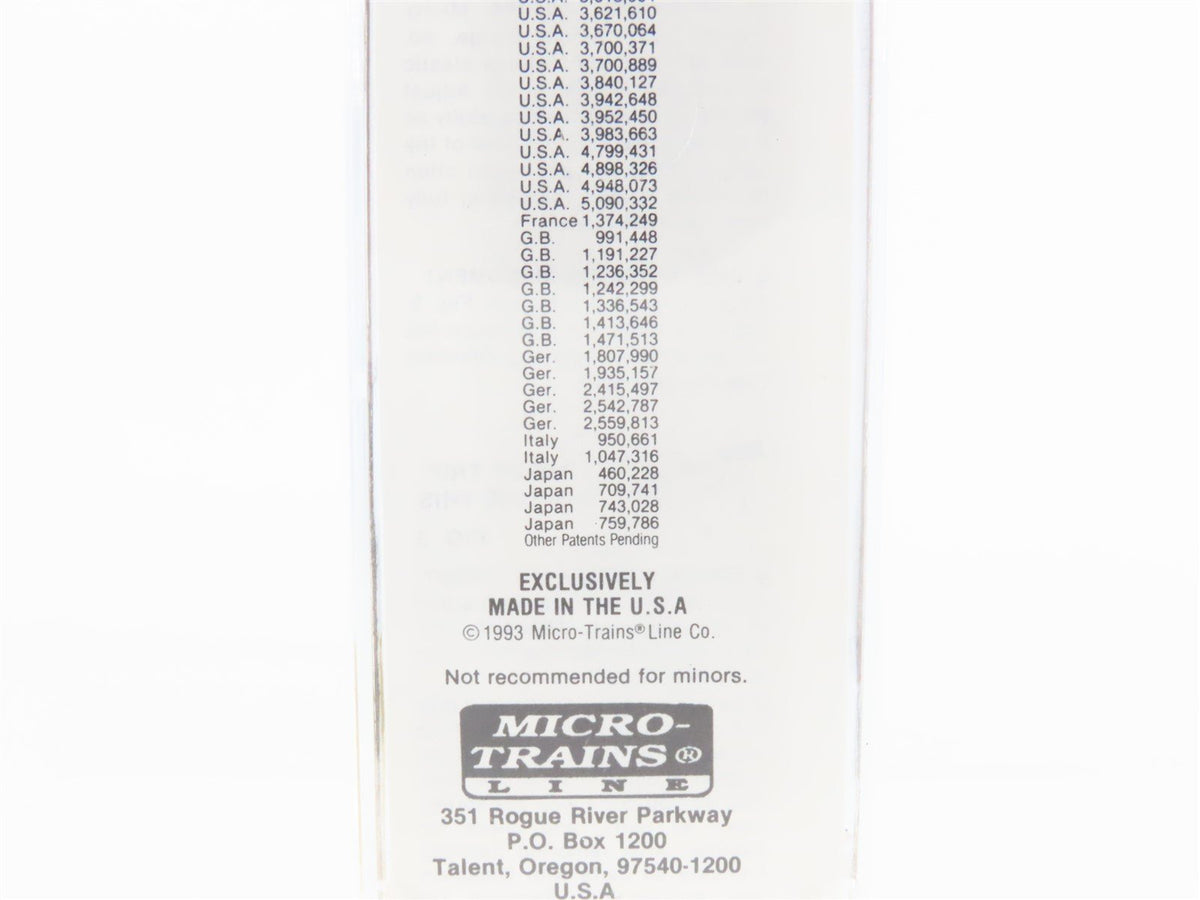 U.S.A. 3,621,610
U.S.A. 3,670,064
U.S.A. 3,700,371
U.S.A. 3,700,889
U.S.A. 3,840,127
U.S.A. 3,942,648
U.S.A. 3,952,450
U.S.A. 3,983,663
U.S.A. 4,799,431
U.S.A. 4,898,326
U.S.A. 4,948,073
U.S.A. 5,090,332
France 1,374,249
G.B. 991,448
G.B. 1,191,227
G.B. 1,236,352
G.B. 1,242,299
G.B. 1,336,543
G.B. 1,413,646
G.B. 1,471,513
Ger. 1,807,990
Ger. 1,935,157
Ger. 2,415,497
Ger. 2,542,787
Ger. 2,559,813
Italy 950,661
Italy 1,047,316
Japan 460,228
Japan 709,741
Japan 743,028
Japan 759,786
Other Patents Pending
EXCLUSIVELY
MADE IN THE U.S.A
©1993 Micro-Trains® Line Co.
Not recommended for minors.
MICRO-
TRAINS®
LINE
351 Rogue River Parkway
P.O. Box 1200
Talent, Oregon, 97540-1200
U.S.A